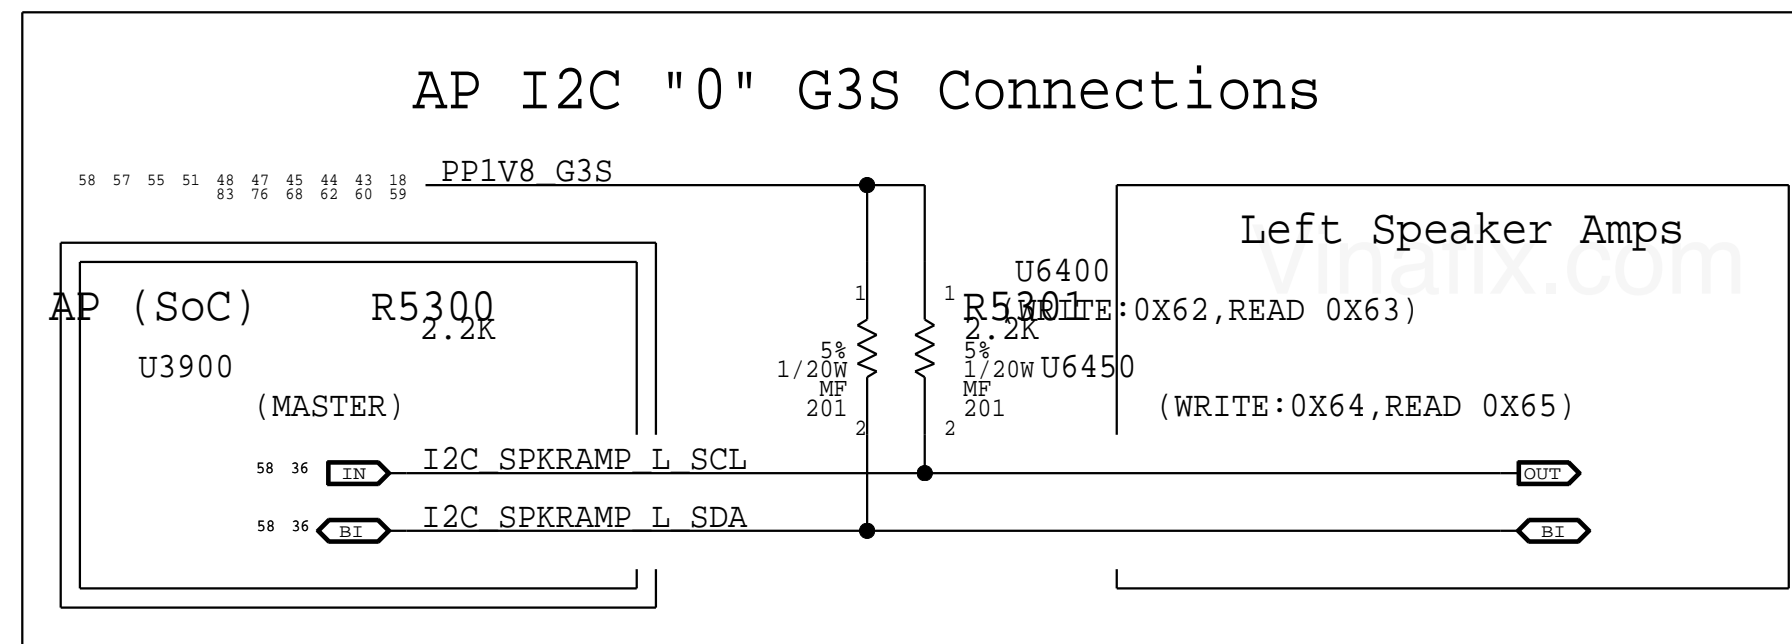 AP I2C "0" G3S Connections
PP1V8_G3S
58 57 55 51 48 47 45 44 43 18
83 76 68 62 60 59
Left Speaker Amps
Vinafix.com
U6400
(WRITE:0X62,READ 0X63)
U6450
(WRITE:0X64,READ 0X65)
AP (SoC)
U3900
(MASTER)
R5300
2.2K
5%
1/20W
MF
201
1
2
R5301
2.2K
5%
1/20W
MF
201
1
2
58 36 IN I2C_SPKRAMP_L_SCL OUT
58 36 BI I2C_SPKRAMP_L_SDA BI